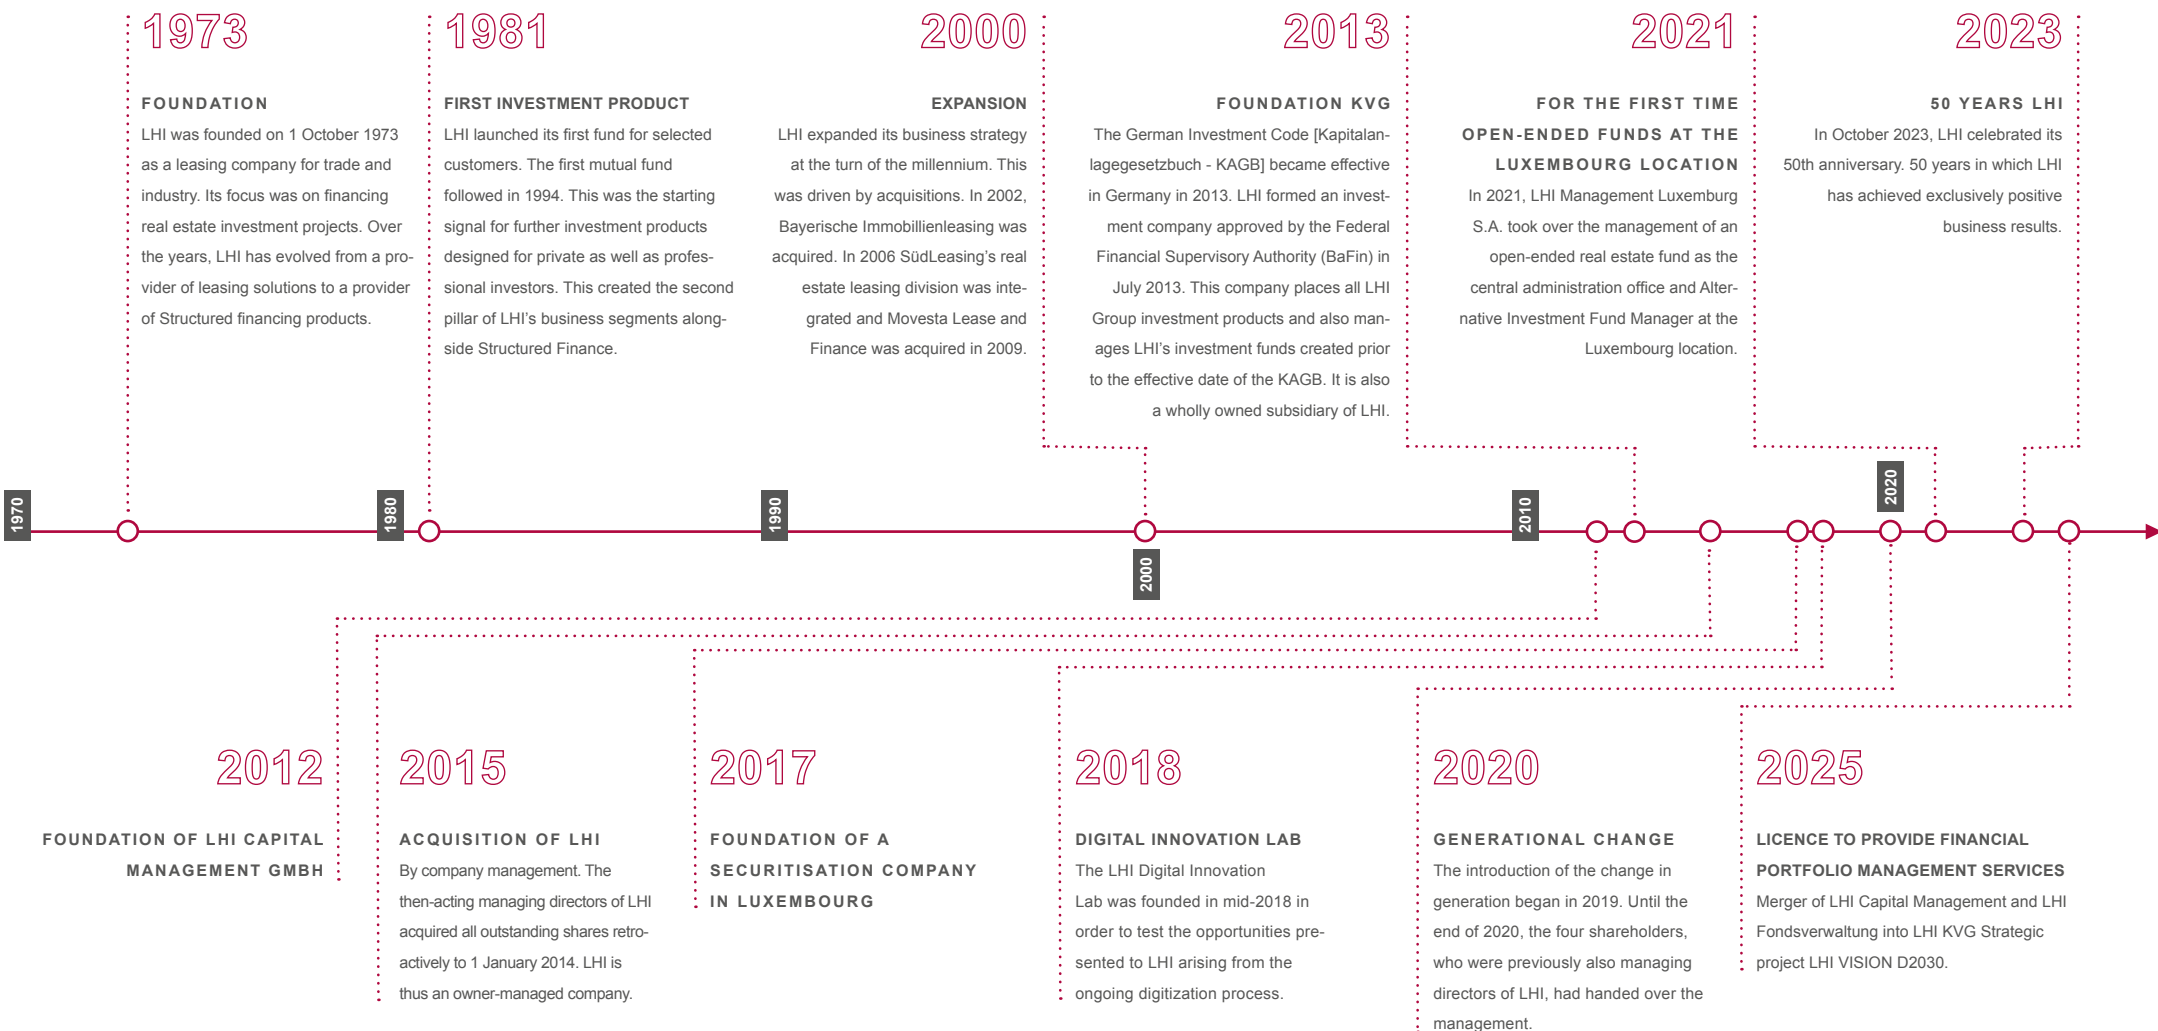 1973
FOUNDATION
LHI was founded on 1 October 1973
as a leasing company for trade and
industry. Its focus was on financing
real estate investment projects. Over
the years, LHI has evolved from a pro-
vider of leasing solutions to a provider
of Structured financing products.
1981
FIRST INVESTMENT PRODUCT
LHI launched its first fund for selected
customers. The first mutual fund
followed in 1994. This was the starting
signal for further investment products
designed for private as well as profes-
sional investors. This created the second
pillar of LHI's business segments along-
side Structured Finance.
2000
EXPANSION
LHI expanded its business strategy
at the turn of the millennium. This
was driven by acquisitions. In 2002,
Bayerische Immobillienleasing was
acquired. In 2006 SüdLeasing's real
estate leasing division was inte-
grated and Movesta Lease and
Finance was acquired in 2009.
2013
FOUNDATION KVG
The German Investment Code [Kapitalan-
lagegesetzbuch - KAGB] became effective
in Germany in 2013. LHI formed an invest-
ment company approved by the Federal
Financial Supervisory Authority (BaFin) in
July 2013. This company places all LHI
Group investment products and also man-
ages LHI's investment funds created prior
to the effective date of the KAGB. It is also
a wholly owned subsidiary of LHI.
2021
FOR THE FIRST TIME
OPEN-ENDED FUNDS AT THE
LUXEMBOURG LOCATION
In 2021, LHI Management Luxemburg
S.A. took over the management of an
open-ended real estate fund as the
central administration office and Alter-
native Investment Fund Manager at the
Luxembourg location.
2023
50 YEARS LHI
In October 2023, LHI celebrated its
50th anniversary. 50 years in which LHI
has achieved exclusively positive
business results.
1970
1980
1990
2000
2010
2020
2012
FOUNDATION OF LHI CAPITAL
MANAGEMENT GMBH
2015
ACQUISITION OF LHI
By company management. The
then-acting managing directors of LHI
acquired all outstanding shares retro-
actively to 1 January 2014. LHI is
thus an owner-managed company.
2017
FOUNDATION OF A
SECURITISATION COMPANY
IN LUXEMBOURG
2018
DIGITAL INNOVATION LAB
The LHI Digital Innovation
Lab was founded in mid-2018 in
order to test the opportunities pre-
sented to LHI arising from the
ongoing digitization process.
2020
GENERATIONAL CHANGE
The introduction of the change in
generation began in 2019. Until the
end of 2020, the four shareholders,
who were previously also managing
directors of LHI, had handed over the
management.
2025
LICENCE TO PROVIDE FINANCIAL
PORTFOLIO MANAGEMENT SERVICES
Merger of LHI Capital Management and LHI
Fondsverwaltung into LHI KVG Strategic
project LHI VISION D2030.